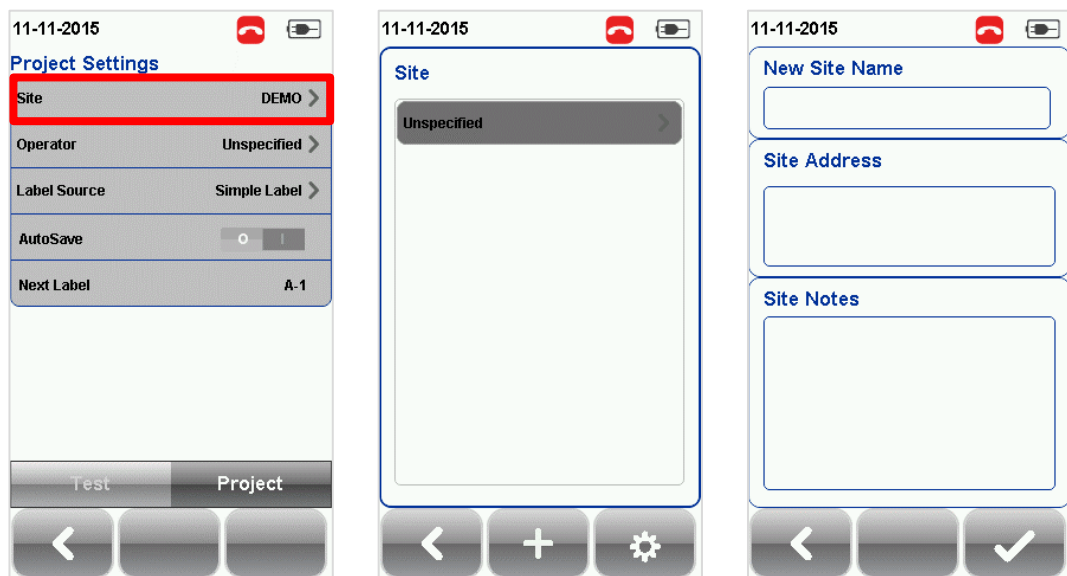 11-11-2015
Project Settings
Site DEMO
Operator Unspecified
Label Source Simple Label
AutoSave O I
Next Label A-1
Test Project
11-11-2015
Site
Unspecified
11-11-2015
New Site Name
Site Address
Site Notes